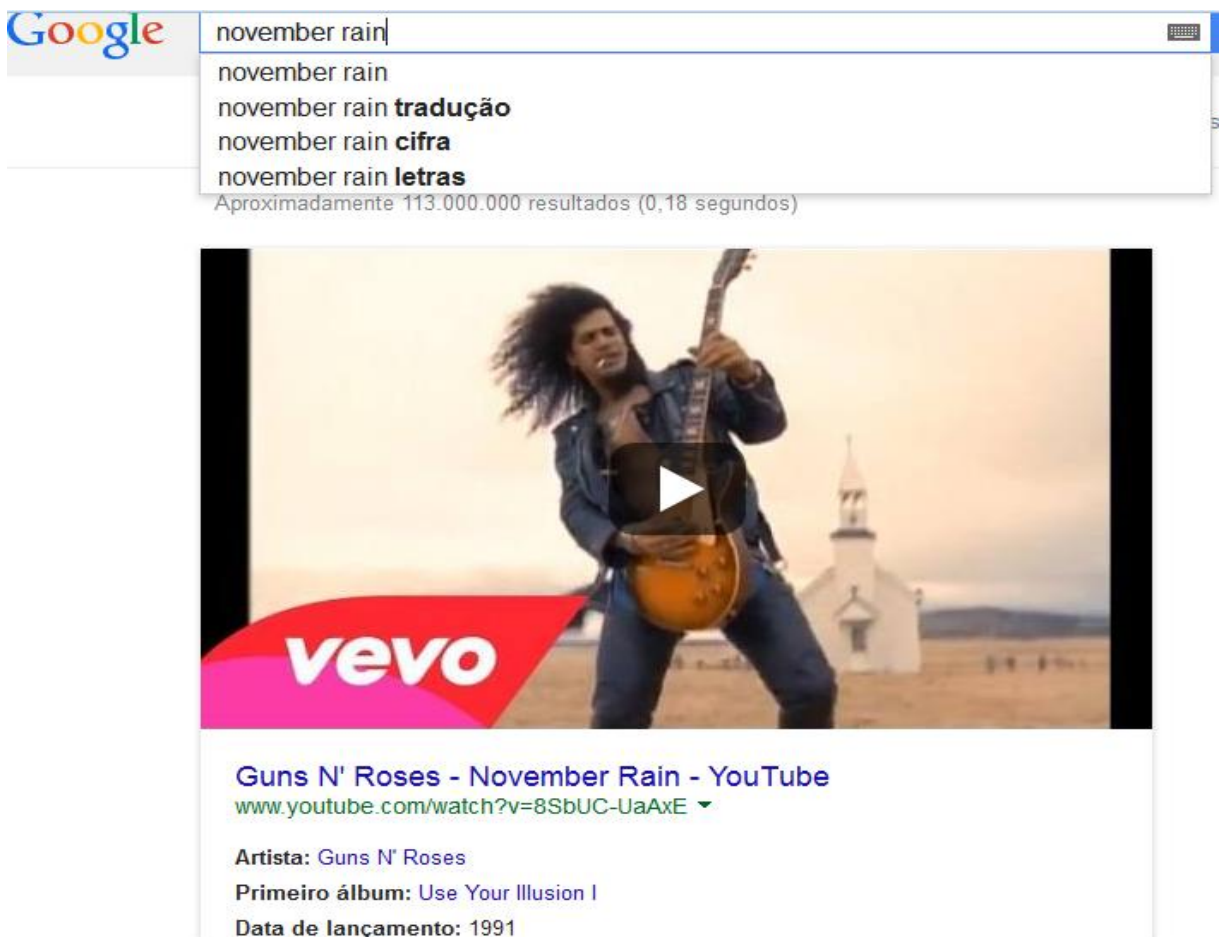 Google
november rain
november rain
november rain tradução
november rain cifra
november rain letras
Aproximadamente 113.000.000 resultados (0,18 segundos)
vevo
Guns N' Roses - November Rain - YouTube
www.youtube.com/watch?v=8SbUC-UaAxE
Artista: Guns N' Roses
Primeiro álbum: Use Your Illusion I
Data de lançamento: 1991